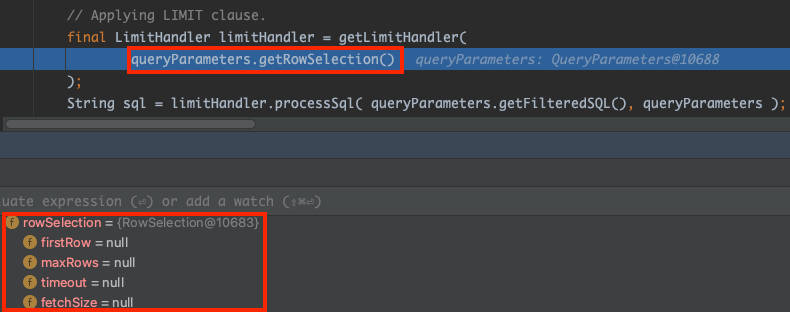 // Applying LIMIT clause.
final LimitHandler limitHandler = getLimitHandler(
queryParameters.getRowSelection()   queryParameters: QueryParameters@10688
);
String sql = limitHandler.processSql( queryParameters.getFilteredSQL(), queryParameters );
uate expression (⏎) or add a watch (⇧⌘⏎)
f rowSelection = {RowSelection@10683}
f firstRow = null
f maxRows = null
f timeout = null
f fetchSize = null